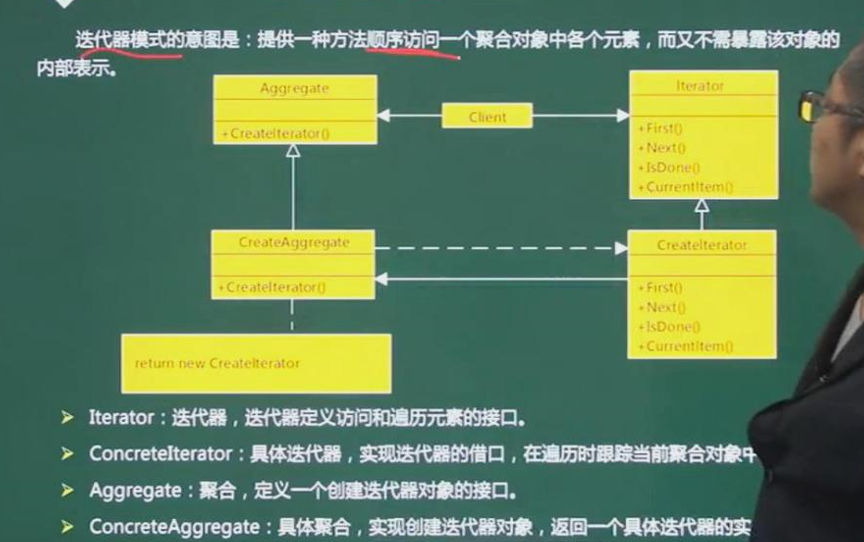 迭代器模式的意图是：提供一种方法顺序访问一个聚合对象中各个元素，而又不需暴露该对象的
内部表示。
Aggregate
+CreateIterator()
Client
Iterator
+First()
+Next()
+IsDone()
+CurrentItem()
CreateAggregate
+CreateIterator()
CreateIterator
+First()
+Next()
+IsDone()
+CurrentItem()
return new CreateIterator
➢ Iterator：迭代器，迭代器定义访问和遍历元素的接口。
➢ ConcreteIterator：具体迭代器，实现迭代器的借口，在遍历时跟踪当前聚合对象中
➢ Aggregate：聚合，定义一个创建迭代器对象的接口。
➢ ConcreteAggregate：具体聚合，实现创建迭代器对象，返回一个具体迭代器的实